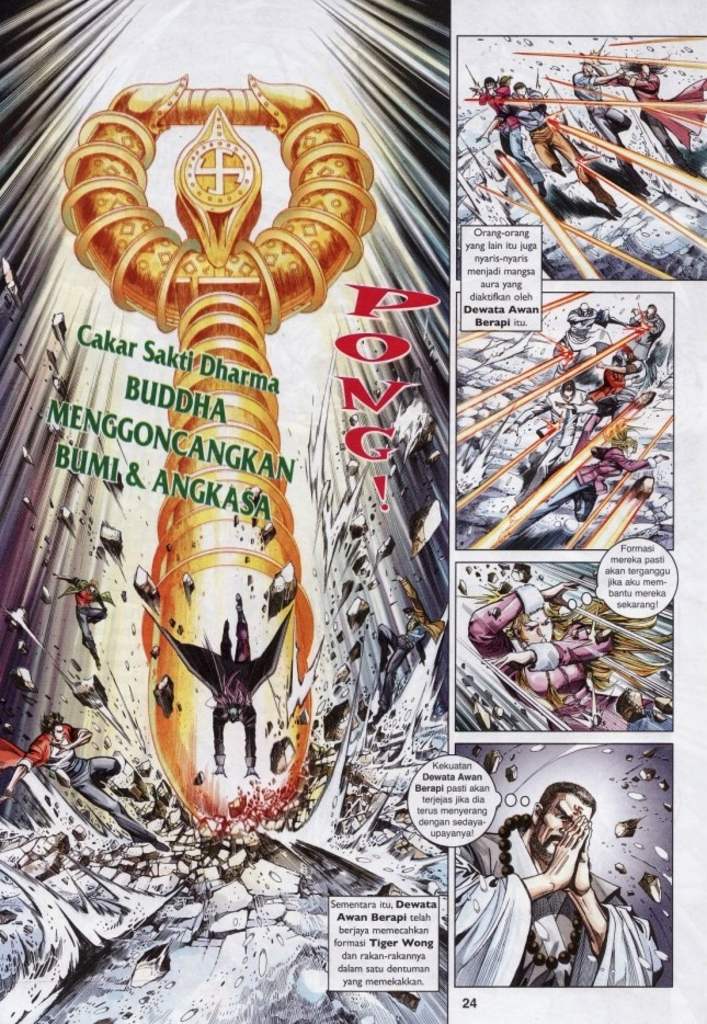 Cakar Sakti Dharma
BUDDHA
MENGGONCANGKAN
BUMI & ANGKASA
PONG!
Sementara itu, Dewata
Awan Berapi telah
berjaya memecahkan
formasi Tiger Wong
dan rakan-rakannya
dalam satu dentuman
yang memekakkan.
Orang-orang
yang lain itu juga
nyaris-nyaris
menjadi mangsa
aura yang
diaktifkan oleh
Dewata Awan
Berapi itu.
Formasi
mereka pasti
akan terganggu
jika aku mem-
bantu mereka
sekarang!
Kekuatan
Dewata Awan
Berapi pasti akan
terjejas jika dia
terus menyerang
dengan sedaya-
upayanya!
24